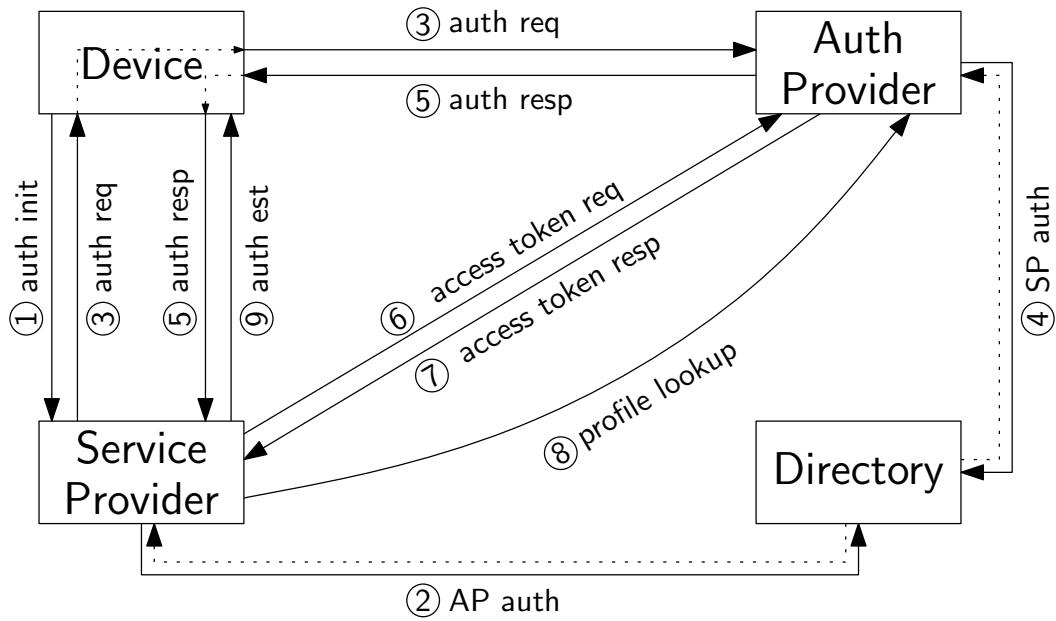 ③ auth req
Device
Auth
Provider
⑤ auth resp
① auth init
③ auth req
⑤ auth resp
⑨ auth est
⑥ access token req
⑦ access token resp
⑧ profile lookup
④ SP auth
Service
Provider
Directory
② AP auth